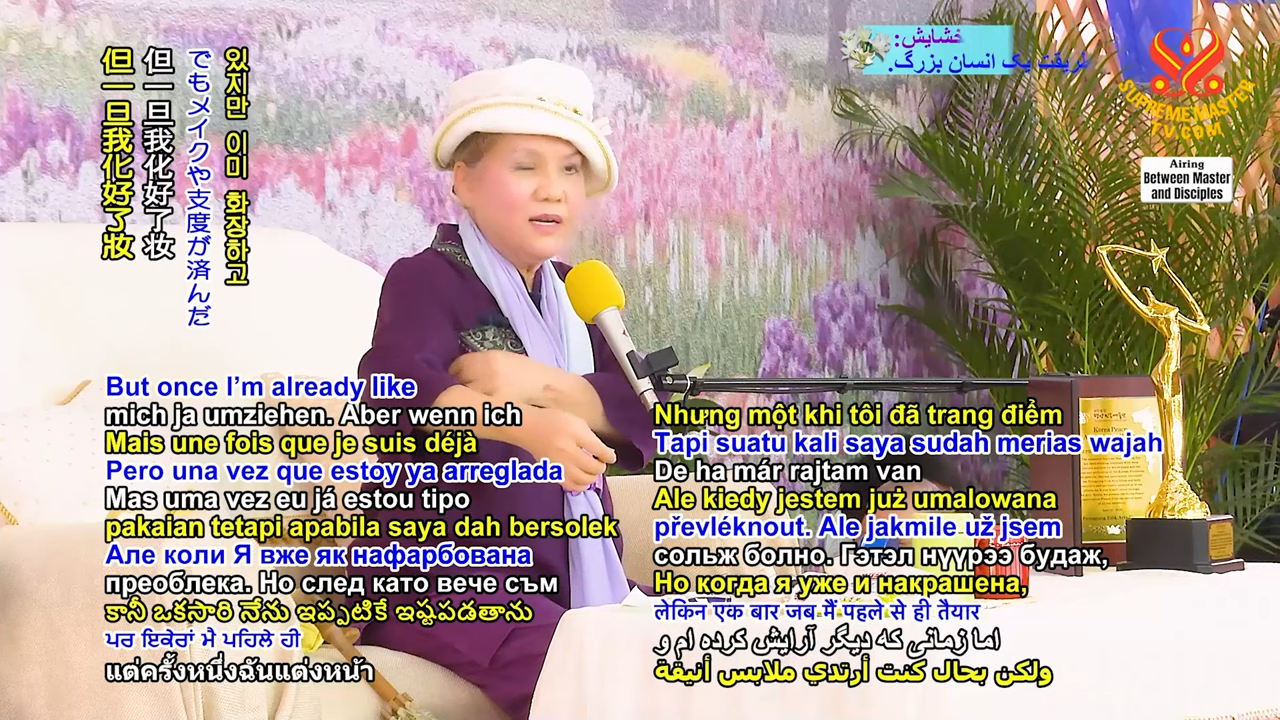 但一旦我化好了妝
但一旦我化好了妆
でもメイクや支度が済んだ
있지만 이미 화장하고
خشایش:
طریقت یک انسان بزرگ.
SUPREME MASTER
TV.COM
Airing
Between Master
and Disciples
But once I’m already like
mich ja umziehen. Aber wenn ich
Mais une fois que je suis déjà
Pero una vez que estoy ya arreglada
Mas uma vez eu já estou tipo
pakaian tetapi apabila saya dah bersolek
Але коли Я вже як нафарбована
преоблека. Но след като вече съм
కానీ ఒకసారి నేను ఇప్పటికే ఇష్టపడతాను
ਪਰ ਇਕੇਰਾਂ ਮੈ ਪਹਿਲੇ ਹੀ
แต่ครั้งหนึ่งฉันแต่งหน้า
Nhưng một khi tôi đã trang điểm
Tapi suatu kali saya sudah merias wajah
De ha már rajtam van
Ale kiedy jestem już umalowana
převléknout. Ale jakmile už jsem
сольж болно. Гэтэл нүүрээ будаж,
Но когда я уже и накрашена,
लेकिन एक बार जब मैं पहले से ही तैयार
اما زمانی که دیگر آرایش کرده ام و
ولكن بحال كنت أرتدي ملابس أنيقة
Korea Peace